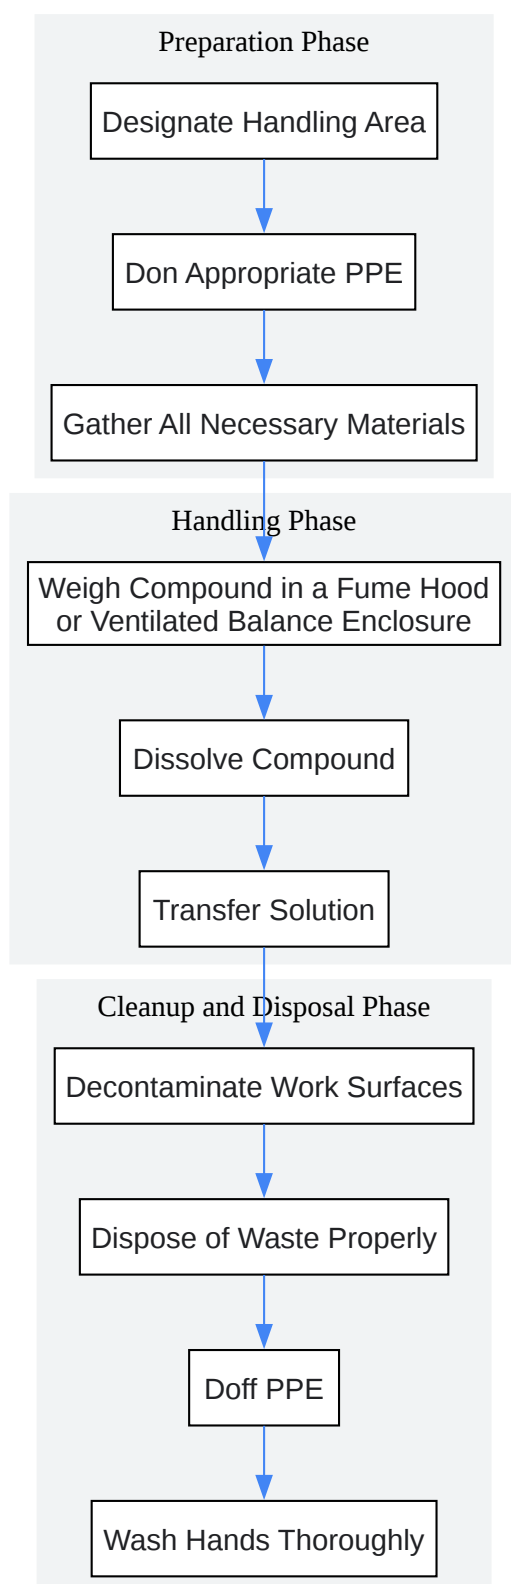 Preparation Phase
Designate Handling Area
Don Appropriate PPE
Gather All Necessary Materials
Handling Phase
Weigh Compound in a Fume Hood
or Ventilated Balance Enclosure
Dissolve Compound
Transfer Solution
Cleanup and Disposal Phase
Decontaminate Work Surfaces
Dispose of Waste Properly
Doff PPE
Wash Hands Thoroughly